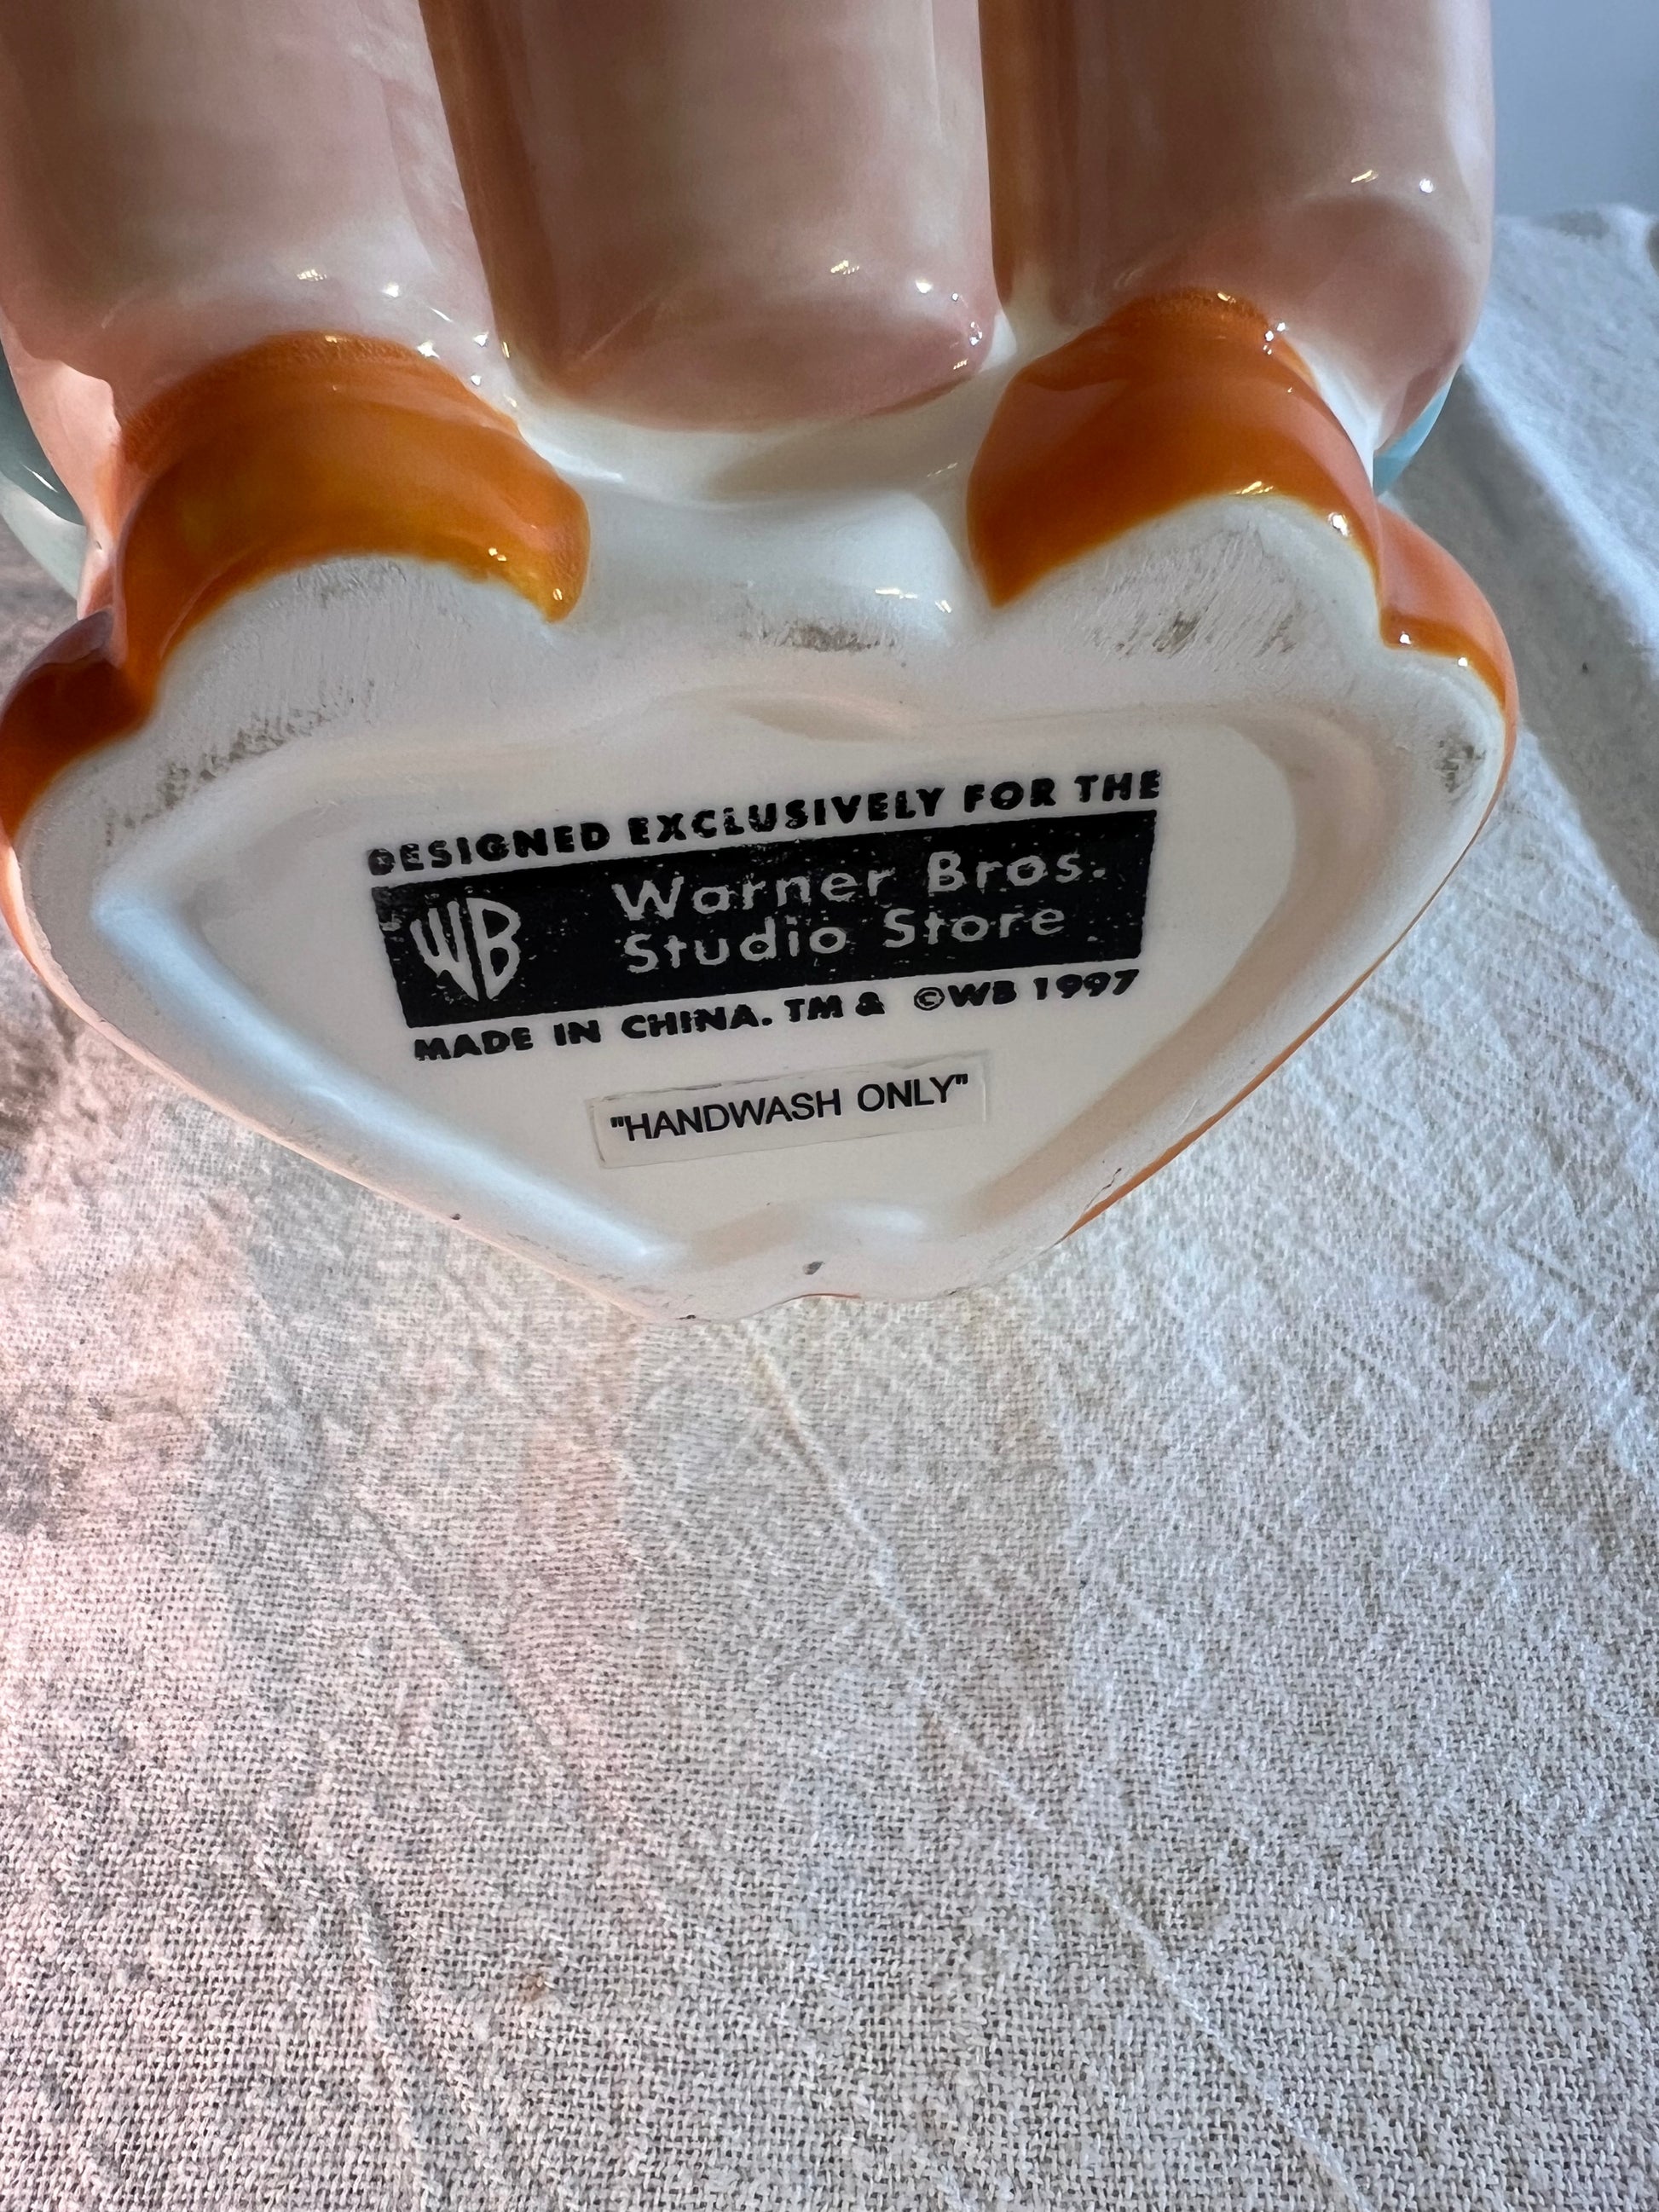 DESIGNED EXCLUSIVELY FOR THE
WB Warner Bros.
Studio Store
MADE IN CHINA. TM & ©WB 1997
"HANDWASH ONLY"